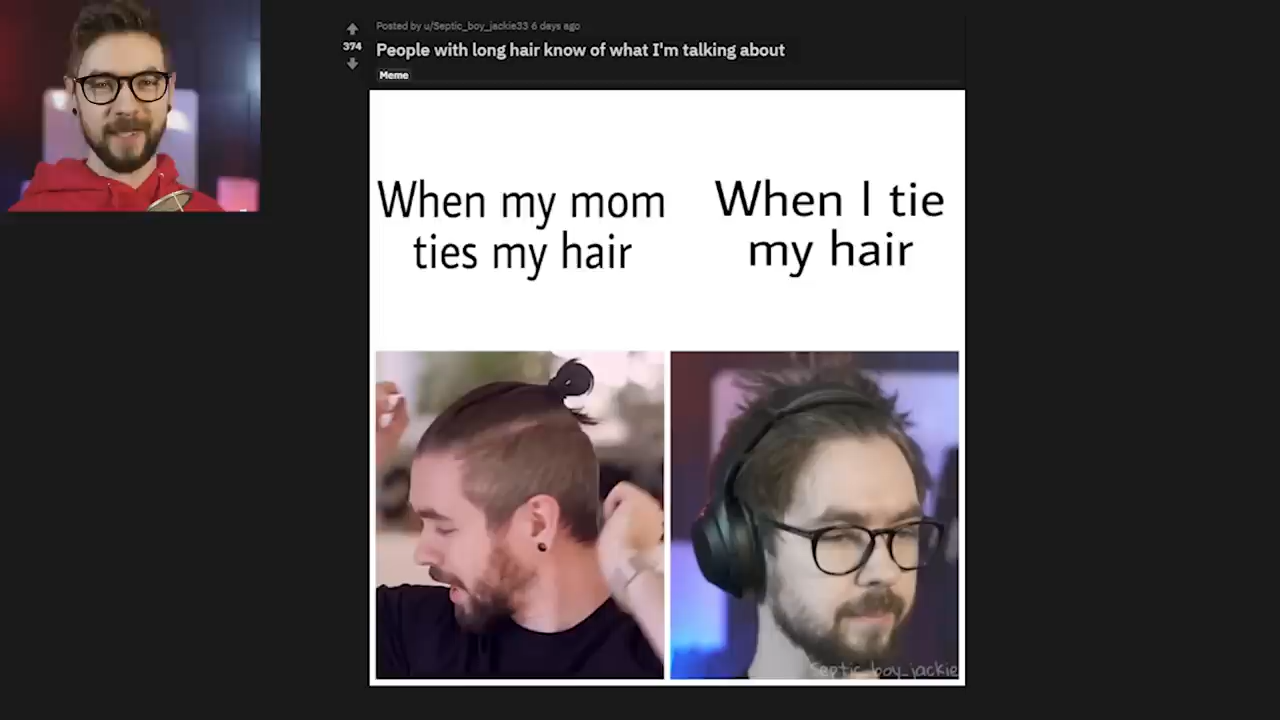 Posted by u/Septic_boy_jackie33 6 days ago
374
People with long hair know of what I'm talking about
Meme
When my mom
ties my hair
When I tie
my hair
Septic_boy_jackie